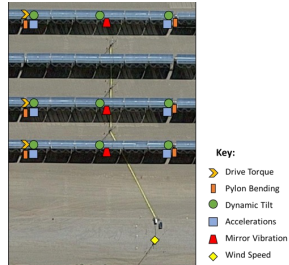 Key:
Drive Torque
Pylon Bending
Dynamic Tilt
Accelerations
Mirror Vibration
Wind Speed